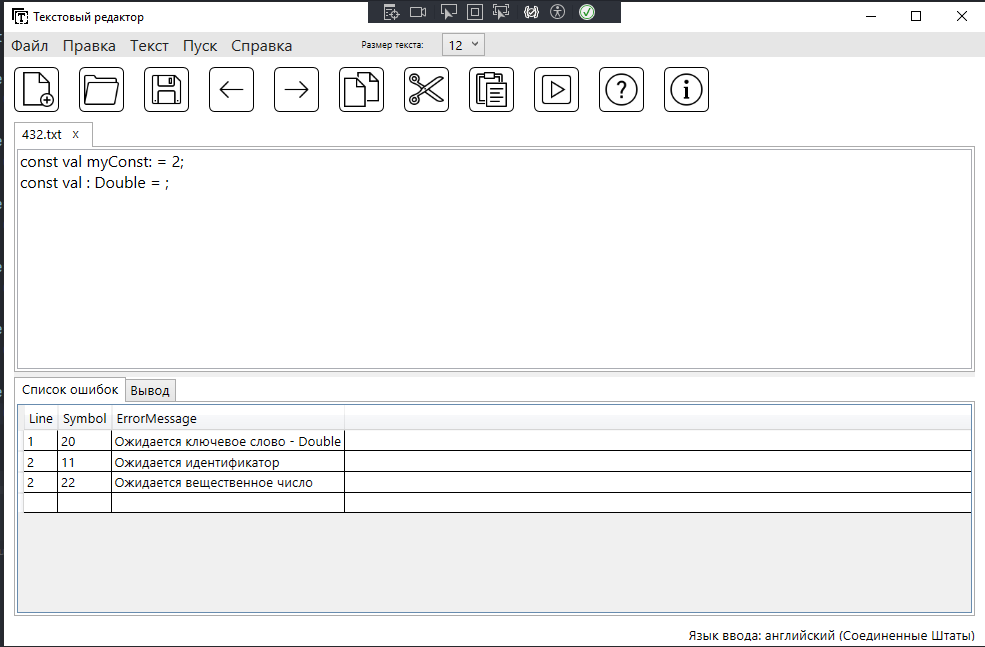 Текстовый редактор
Файл Правка Текст Пуск Справка Размер текста: 12
432.txt x
const val myConst: = 2;
const val : Double = ;
Список ошибок Вывод
Line Symbol ErrorMessage
1 20 Ожидается ключевое слово - Double
2 11 Ожидается идентификатор
2 22 Ожидается вещественное число
Язык ввода: английский (Соединенные Штаты)